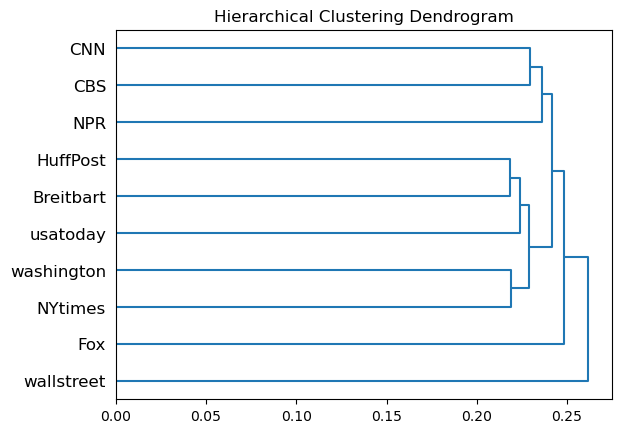 Hierarchical Clustering Dendrogram
CNN
CBS
NPR
HuffPost
Breitbart
usatoday
washington
NYtimes
Fox
wallstreet
0.00 0.05 0.10 0.15 0.20 0.25